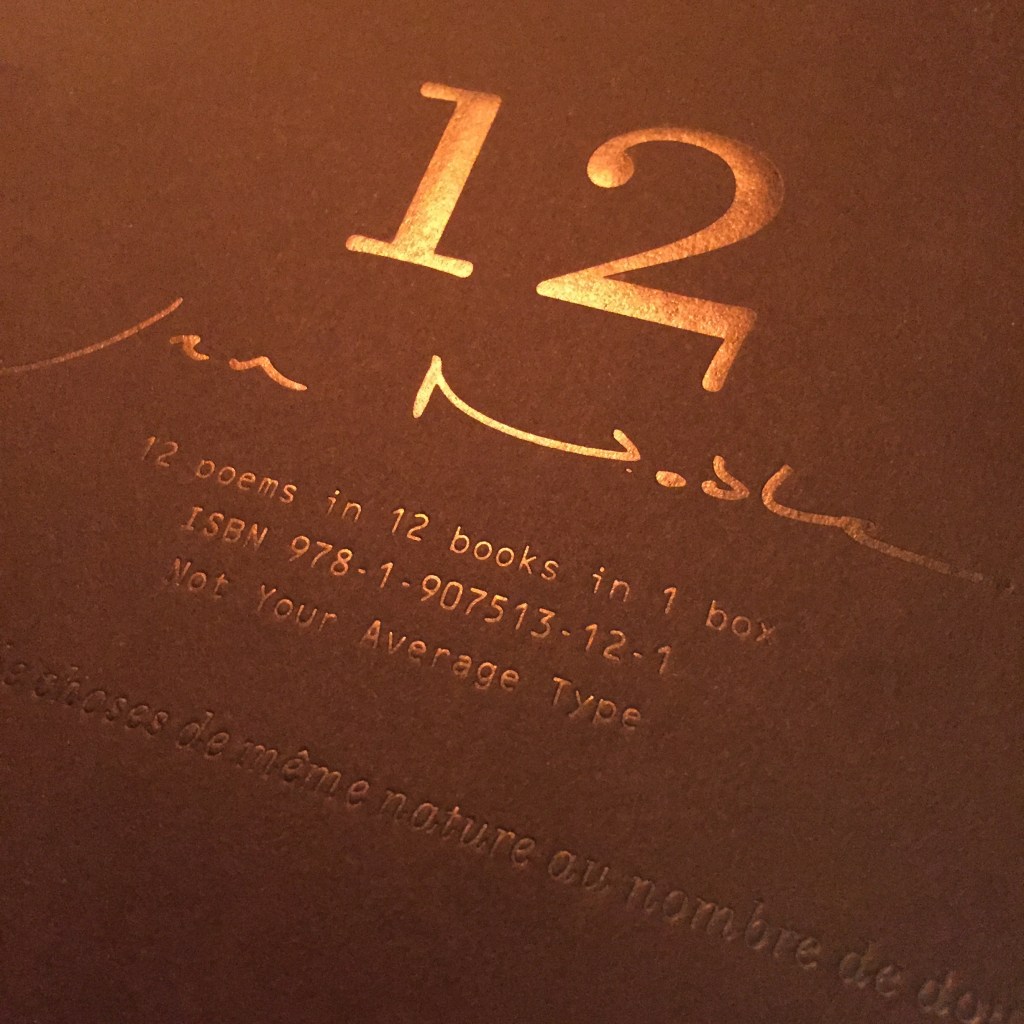 12
12 poems in 12 books in 1 box
ISBN 978-1-907513-12-1
Not Your Average Type
choses de même nature au nombre de